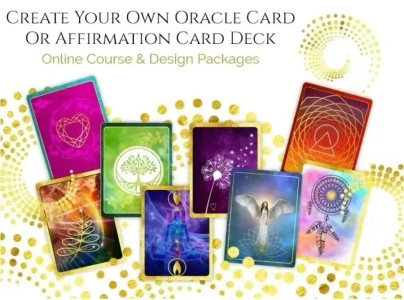 Create Your Own Oracle Card
Or Affirmation Card Deck
Online Course & Design Packages